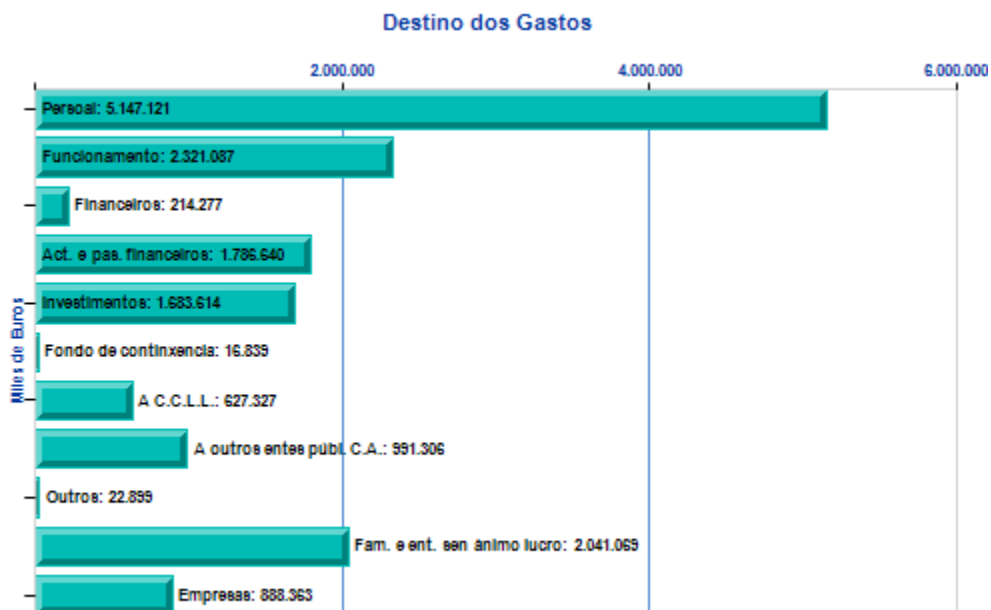 Destino dos Gastos
2.000.000 4.000.000 6.000.000
Persoal: 5.147.121
Funcionamento: 2.321.087
Financeiros: 214.277
Act. e pas. financeiros: 1.786.640
Investimentos: 1.683.614
Fondo de continxencia: 16.839
A C.C.L.L.: 627.327
A outros entes públ. C.A.: 991.306
Outros: 22.899
Fam. e ent. sen ánimo lucro: 2.041.069
Empresas: 888.363
Miles de Euros